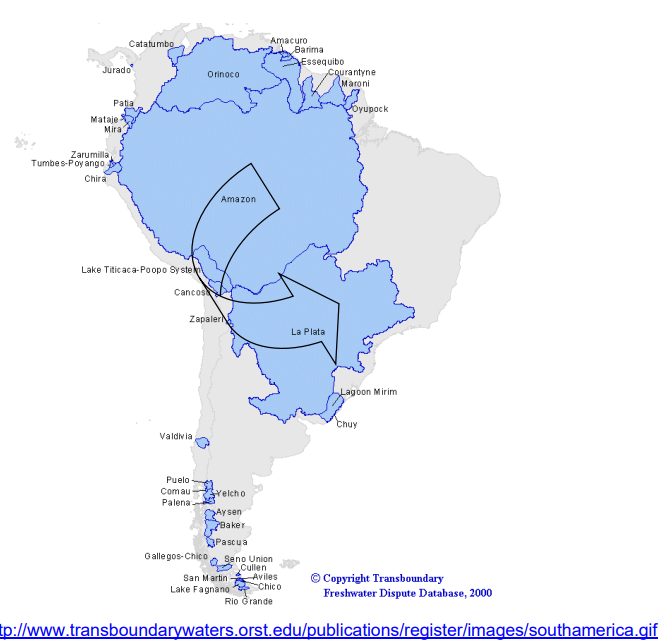 Catatumbo
Amacuro
Barima
Essequibo
Jurado
Orinoco
Courantyne
Maroni
Patia
Oyupock
Mataje
Mira
Zarumilla
Tumbes-Poyango
Chira
Amazon
Lake Titicaca-Poopo System
Cancoso
Zapaleri
La Plata
Lagoon Mirim
Chuy
Valdivia
Puelo
Comau
Yelcho
Palena
Aysen
Baker
Pascua
Gallegos-Chico
Seno Union
Cullen
San Martin
Aviles
Lake Fagnano
Chico
Rio Grande
© Copyright Transboundary
Freshwater Dispute Database, 2000
tp://www.transboundarywaters.orst.edu/publications/register/images/southamerica.gif